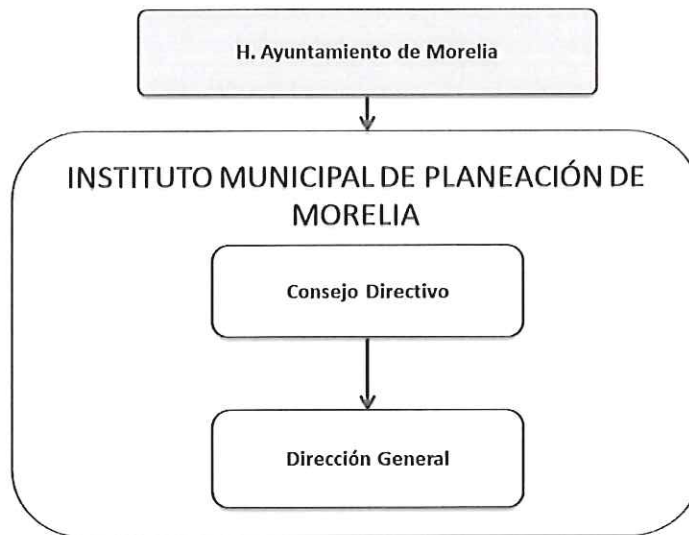 H. Ayuntamiento de Morelia
INSTITUTO MUNICIPAL DE PLANEACIÓN DE
MORELIA
Consejo Directivo
Dirección General